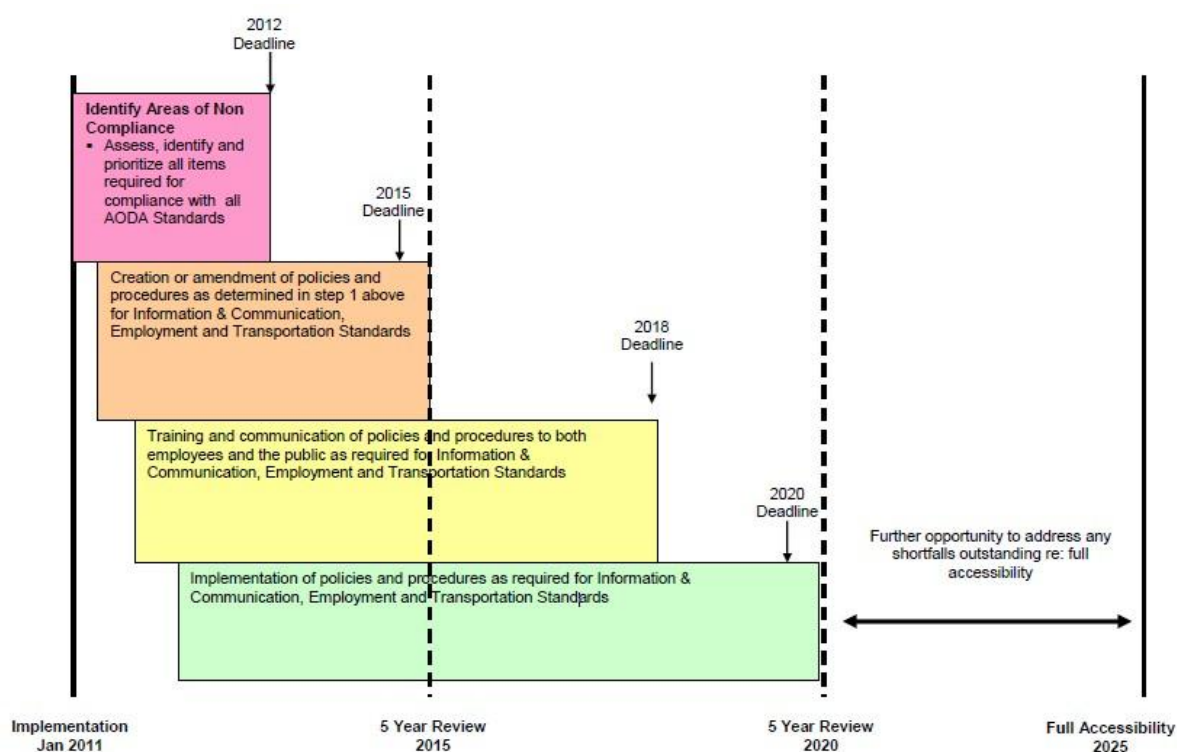 2012
Deadline
Identify Areas of Non
Compliance
▪ Assess, identify and
prioritize all items
required for
compliance with all
AODA Standards
2015
Deadline
Creation or amendment of policies and
procedures as determined in step 1 above
for Information & Communication,
Employment and Transportation Standards
2018
Deadline
Training and communication of policies and procedures to both
employees and the public as required for Information &
Communication, Employment and Transportation Standards
2020
Deadline
Implementation of policies and procedures as required for Information &
Communication, Employment and Transportation Standards
Further opportunity to address any
shortfalls outstanding re: full
accessibility
Implementation
Jan 2011
5 Year Review
2015
5 Year Review
2020
Full Accessibility
2025